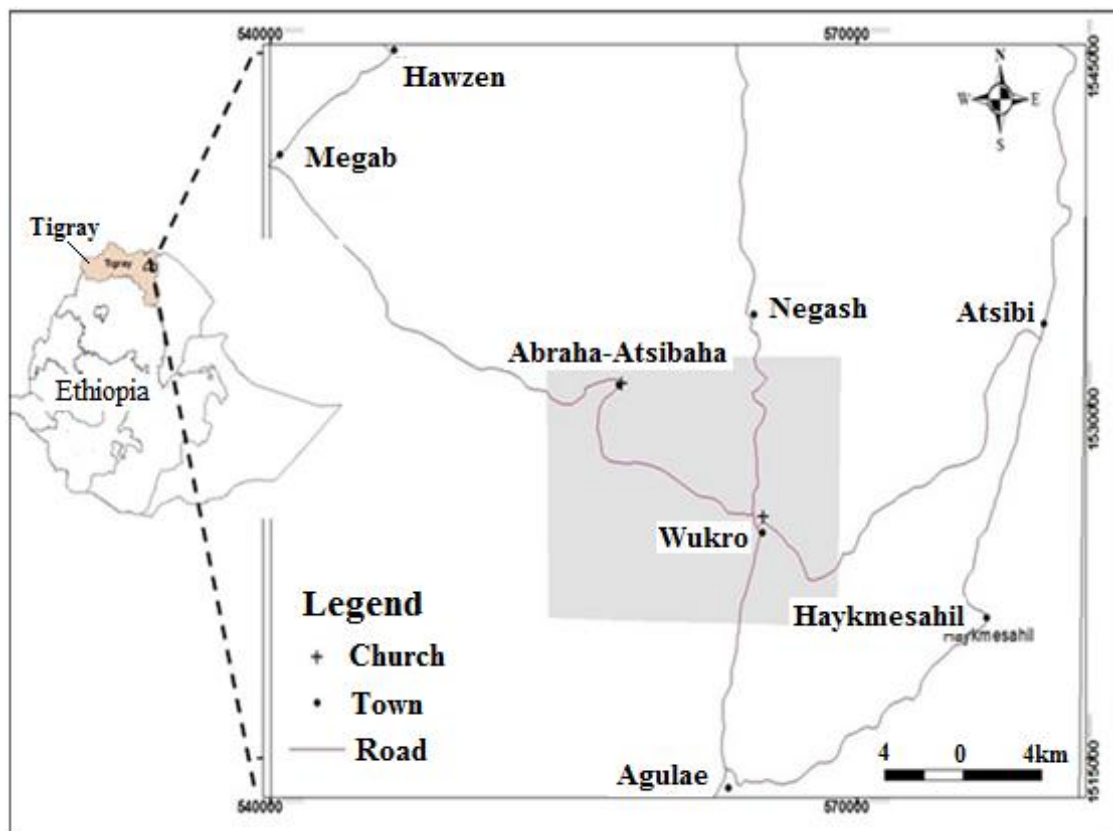 540000
570000
1545000
N
W E
S
Hawzen
Megab
Tigray
Tigray
Negash
Atsibi
Abraha-Atsibaha
Ethiopia
1530000
Wukro
Legend
Haykmesahil
haykmesahil
Church
Town
Road
4 0 4km
Agulae
1515000
540000
570000